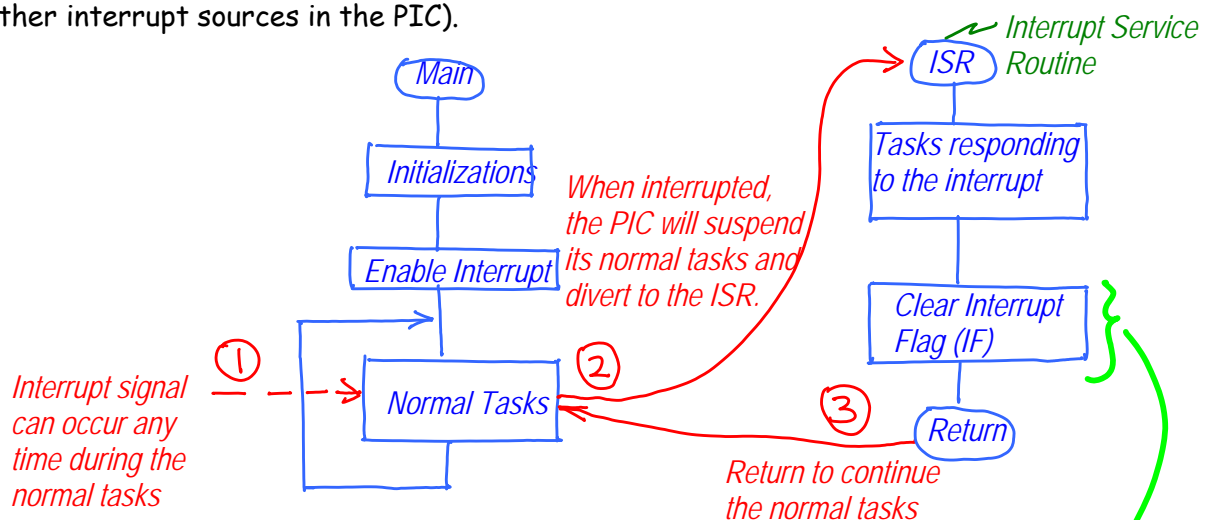 ther interrupt sources in the PIC).
Interrupt Service
Routine
Main
ISR
Initializations
Tasks responding
to the interrupt
When interrupted,
the PIC will suspend
its normal tasks and
divert to the ISR.
Enable Interrupt
Clear Interrupt
Flag (IF)
1
2
Interrupt signal
can occur any
time during the
normal tasks
Normal Tasks
3
Return
Return to continue
the normal tasks